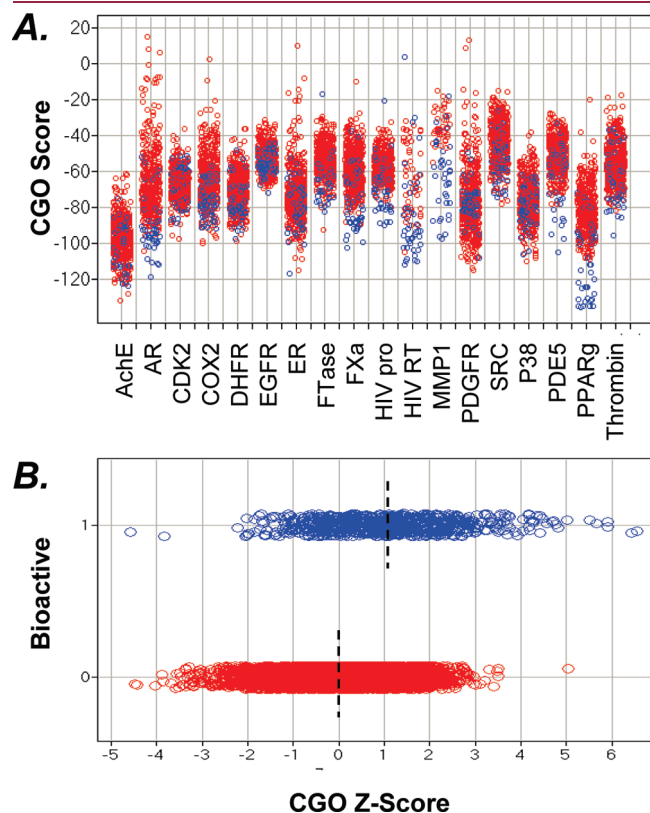 A.
CGO Score
20
0
-20
-40
-60
-80
-100
-120
AchE
AR
CDK2
COX2
DHFR
EGFR
ER
FTase
FXa
HIV pro
HIV RT
MMP1
PDGFR
SRC
P38
PDE5
PPARg
Thrombin
B.
Bioactive
1
0
-5 -4 -3 -2 -1 0 1 2 3 4 5 6
CGO Z-Score